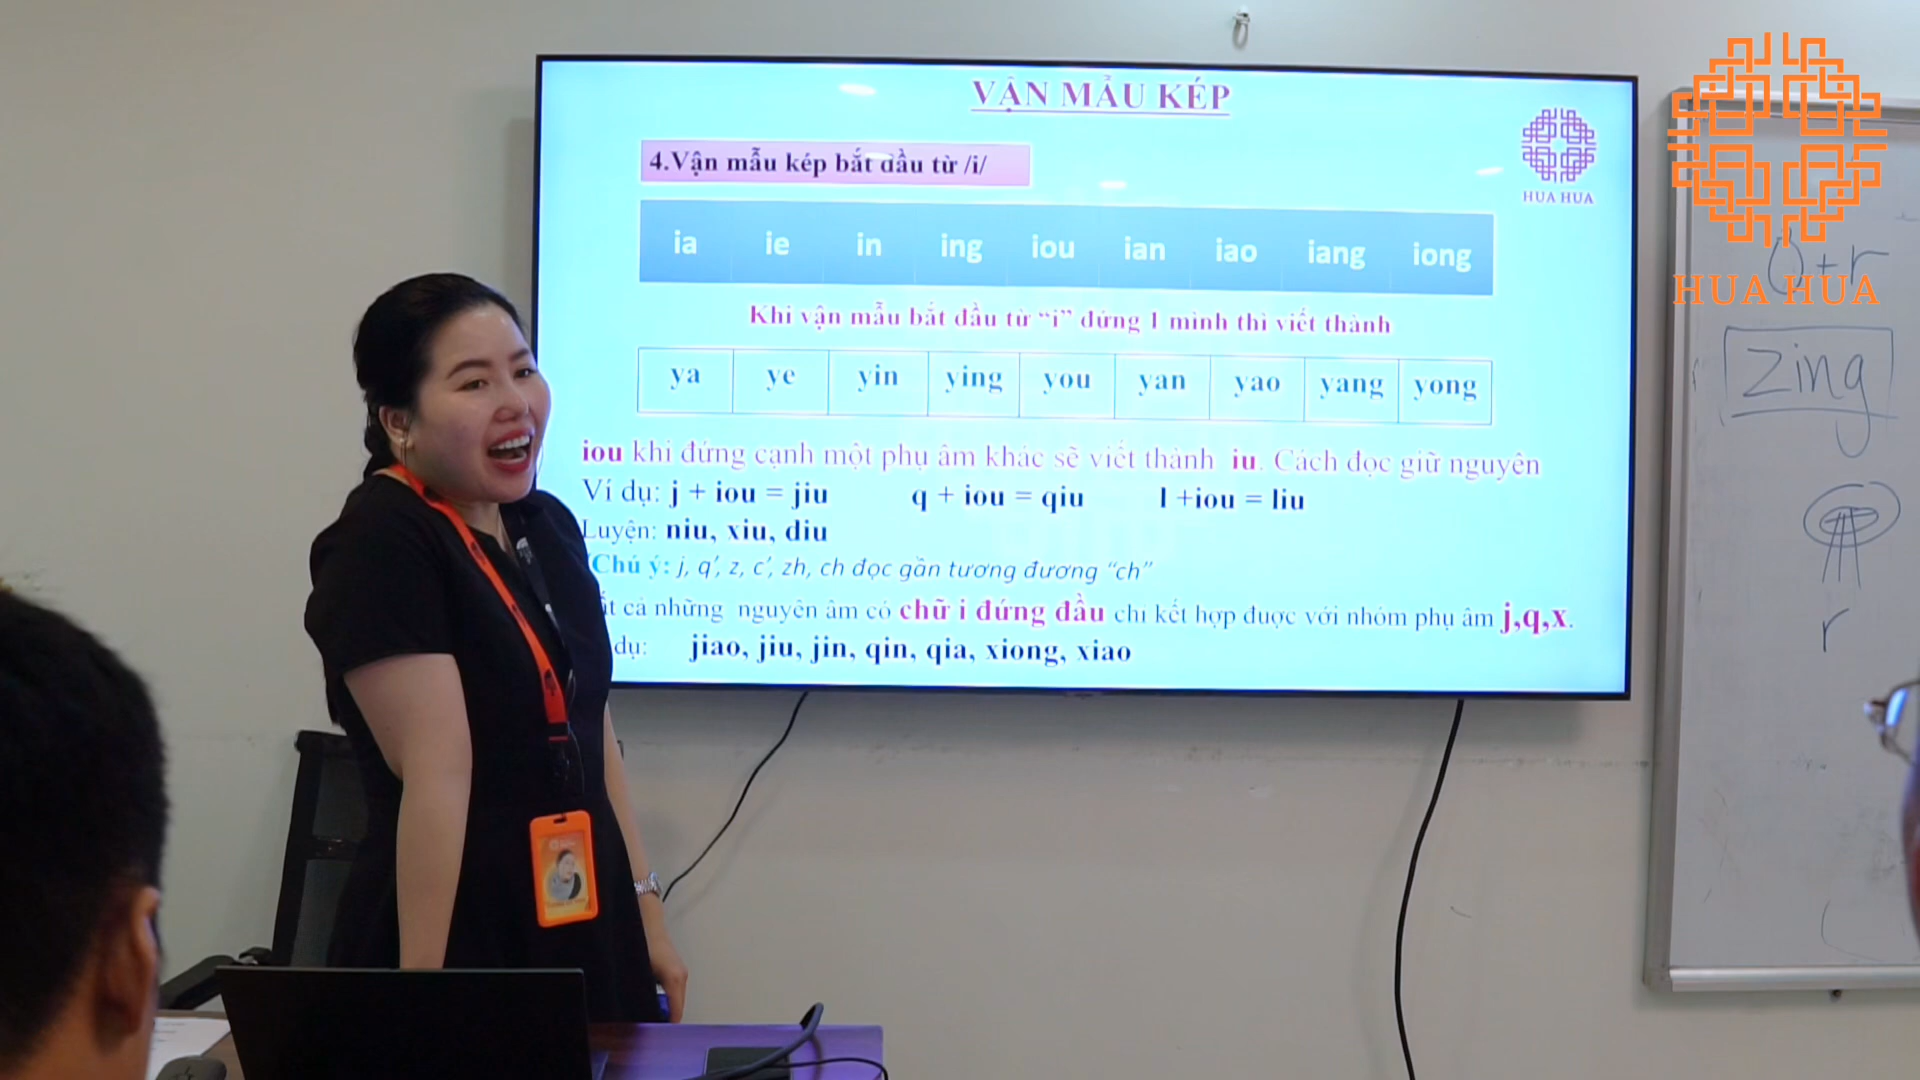 VẬN MẪU KÉP
4.Vận mẫu kép bắt đầu từ /i/
HUA HUA
ia ie in ing iou ian iao iang iong
Khi vận mẫu bắt đầu từ “i” đứng 1 mình thì viết thành
ya ye yin ying you yan yao yang yong
iou khi đứng cạnh một phụ âm khác sẽ viết thành iu. Cách đọc giữ nguyên
Ví dụ: j + iou = jiu q + iou = qiu l +iou = liu
Luyện: niu, xiu, diu
Chú ý: j, q’, z, c’, zh, ch đọc gần tương đương “ch”
ất cả những nguyên âm có chữ i đứng đầu chỉ kết hợp được với nhóm phụ âm j,q,x.
dụ: jiao, jiu, jin, qin, qia, xiong, xiao
HUA HUA
zing
r